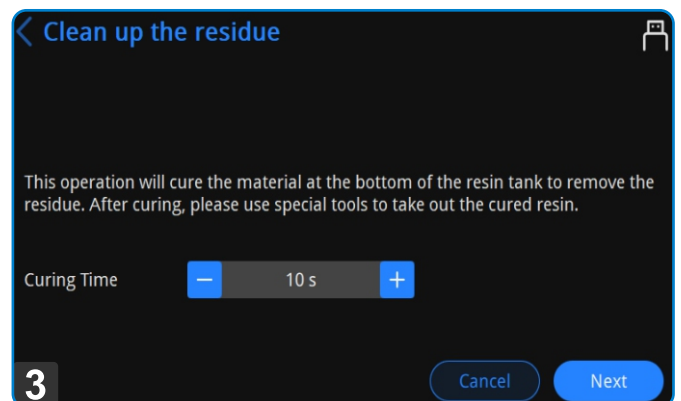 Clean up the residue
This operation will cure the material at the bottom of the resin tank to remove the
residue. After curing, please use special tools to take out the cured resin.
Curing Time
− 10 s +
3
Cancel Next